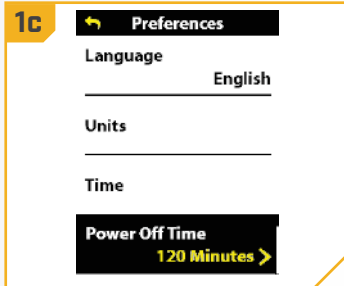 1c
Preferences
Language
English
Units
Time
Power Off Time
120 Minutes >